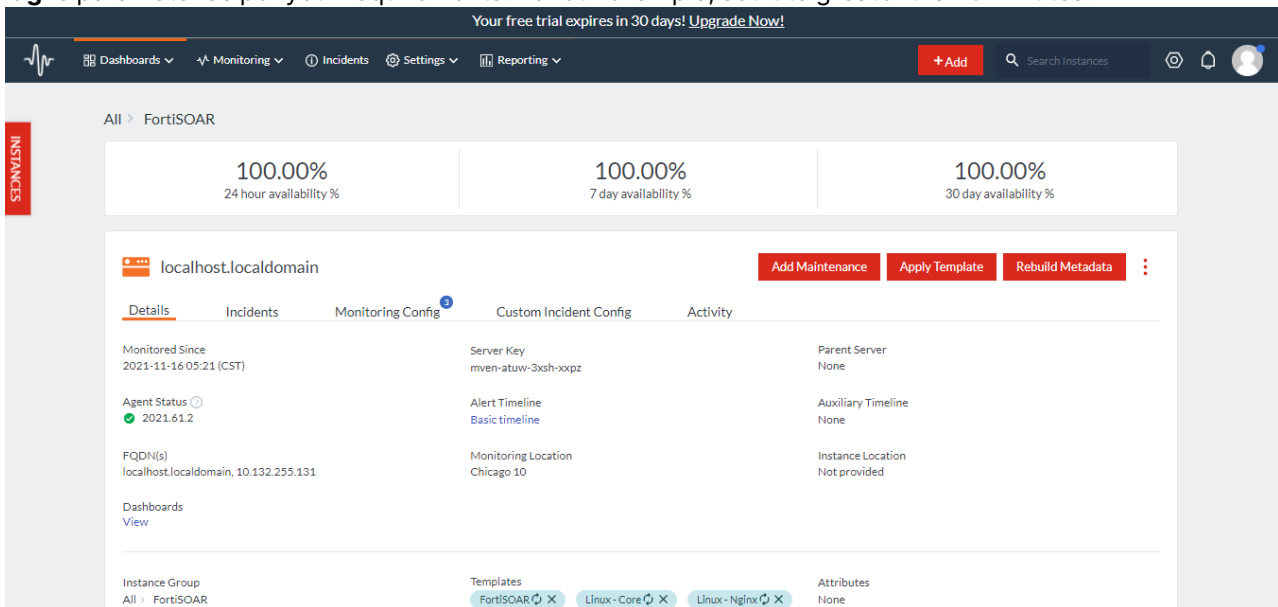 Your free trial expires in 30 days! Upgrade Now!
Dashboards Monitoring Incidents Settings Reporting +Add Search Instances
All > FortiSOAR
INSTANCES
100.00% 100.00% 100.00%
24 hour availability % 7 day availability % 30 day availability %
localhost.localdomain Add Maintenance Apply Template Rebuild Metadata
Details Incidents Monitoring Config 3 Custom Incident Config Activity
Monitored Since Server Key Parent Server
2021-11-16 05:21 (CST) mven-atuw-3xsh-xxpz None
Agent Status ? Alert Timeline Auxiliary Timeline
2021.61.2 Basic timeline None
FQDN(s) Monitoring Location Instance Location
localhost.localdomain, 10.132.255.131 Chicago 10 Not provided
Dashboards
View
Instance Group Templates Attributes
All > FortiSOAR FortiSOAR X Linux - Core X Linux - Nginx X None